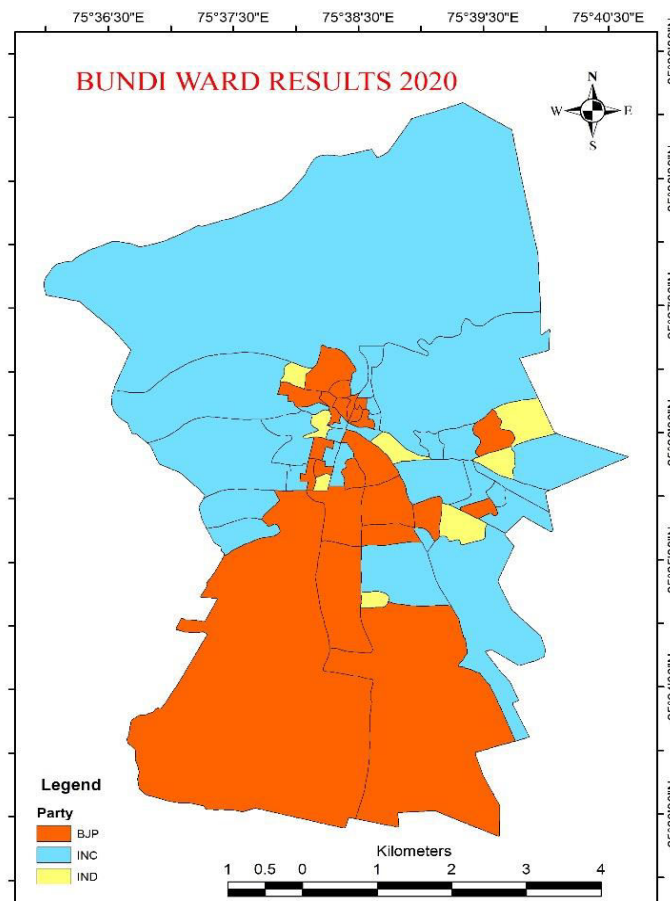 75°36'30"E 75°37'30"E 75°38'30"E 75°39'30"E 75°40'30"E
BUNDI WARD RESULTS 2020
N
W E
S
Legend
Party
BJP
INC
IND
Kilometers
1 0.5 0 1 2 3 4